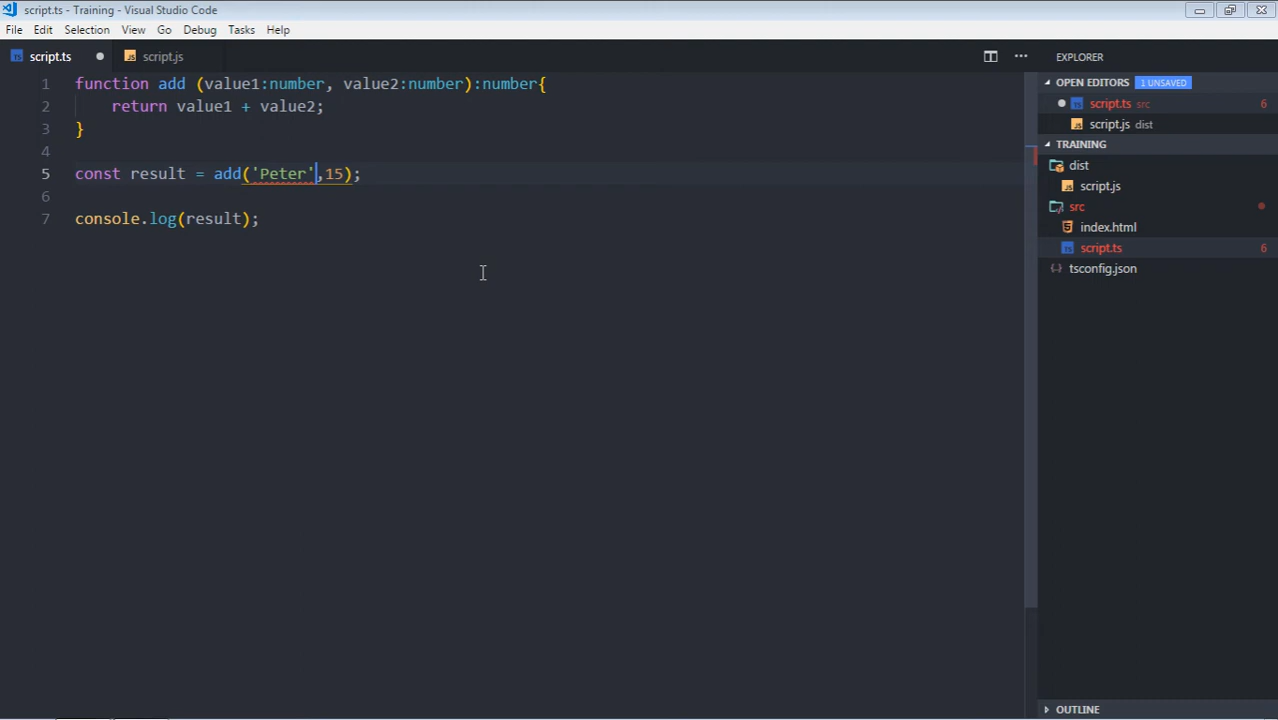 script.ts - Training - Visual Studio Code
File Edit Selection View Go Debug Tasks Help
script.ts script.js
1 function add (value1:number, value2:number):number{
2 return value1 + value2;
3 }
4
5 const result = add('Peter',15);
6
7 console.log(result);
EXPLORER
OPEN EDITORS 1 UNSAVED
script.ts src 6
script.js dist
TRAINING
dist
script.js
src
index.html
script.ts 6
tsconfig.json
OUTLINE